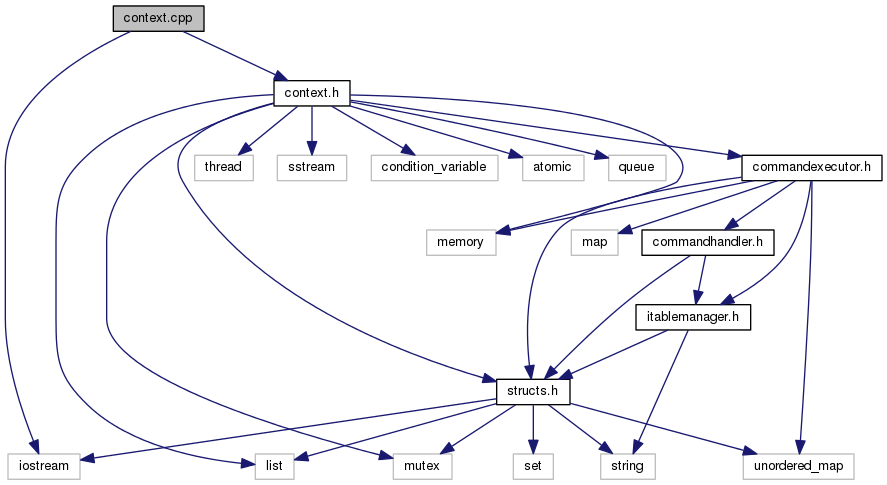 context.cpp
context.h
thread
sstream
condition_variable
atomic
queue
commandexecutor.h
memory
map
commandhandler.h
itablemanager.h
structs.h
iostream
list
mutex
set
string
unordered_map